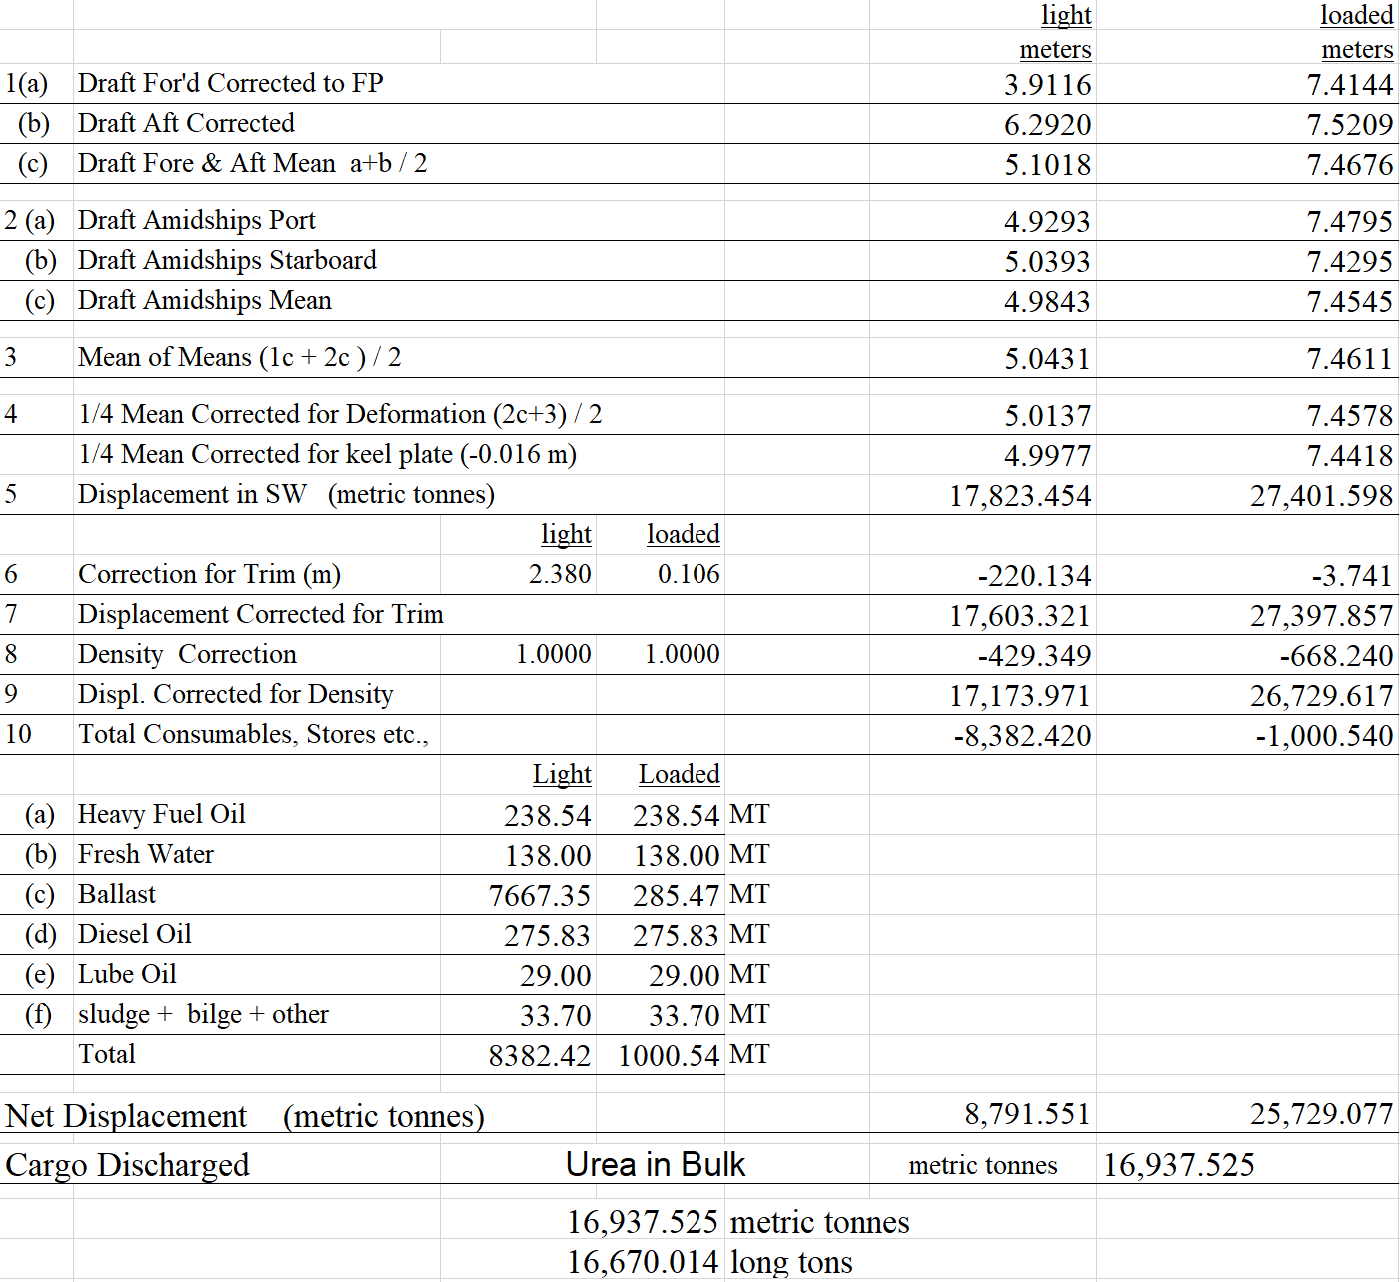 light loaded
meters meters
1(a) Draft For'd Corrected to FP 3.9116 7.4144
(b) Draft Aft Corrected 6.2920 7.5209
(c) Draft Fore & Aft Mean a+b / 2 5.1018 7.4676
2 (a) Draft Amidships Port 4.9293 7.4795
(b) Draft Amidships Starboard 5.0393 7.4295
(c) Draft Amidships Mean 4.9843 7.4545
3 Mean of Means (1c + 2c ) / 2 5.0431 7.4611
4 1/4 Mean Corrected for Deformation (2c+3) / 2 5.0137 7.4578
1/4 Mean Corrected for keel plate (-0.016 m) 4.9977 7.4418
5 Displacement in SW (metric tonnes) 17,823.454 27,401.598
light loaded
6 Correction for Trim (m) 2.380 0.106 -220.134 -3.741
7 Displacement Corrected for Trim 17,603.321 27,397.857
8 Density Correction 1.0000 1.0000 -429.349 -668.240
9 Displ. Corrected for Density 17,173.971 26,729.617
10 Total Consumables, Stores etc., -8,382.420 -1,000.540
Light Loaded
(a) Heavy Fuel Oil 238.54 238.54 MT
(b) Fresh Water 138.00 138.00 MT
(c) Ballast 7667.35 285.47 MT
(d) Diesel Oil 275.83 275.83 MT
(e) Lube Oil 29.00 29.00 MT
(f) sludge + bilge + other 33.70 33.70 MT
Total 8382.42 1000.54 MT
Net Displacement (metric tonnes) 8,791.551 25,729.077
Cargo Discharged Urea in Bulk metric tonnes 16,937.525
16,937.525 metric tonnes
16,670.014 long tons